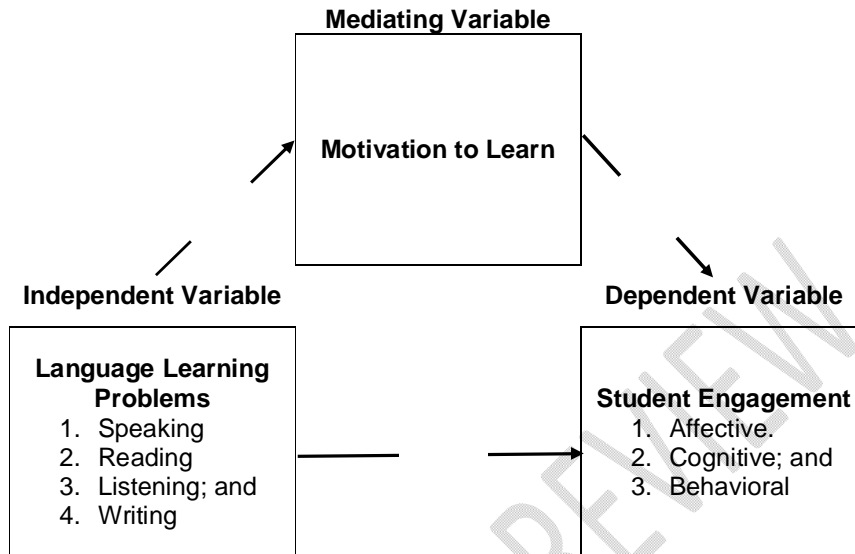 Mediating Variable
Motivation to Learn
Independent Variable
Dependent Variable
Language Learning
Problems
1. Speaking
2. Reading
3. Listening; and
4. Writing
Student Engagement
1. Affective.
2. Cognitive; and
3. Behavioral
REVIEW